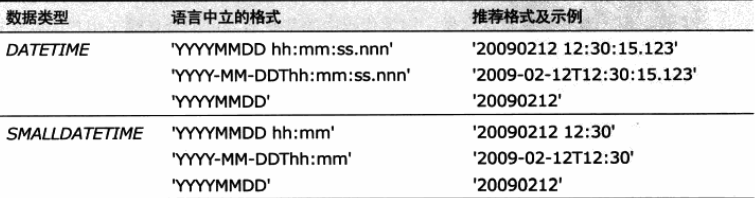 数据类型 语言中立的格式 推荐格式及示例
DATETIME 'YYYYMMDD hh:mm:ss.nnn' '20090212 12:30:15.123'
'YYYY-MM-DDThh:mm:ss.nnn' '2009-02-12T12:30:15.123'
'YYYYMMDD' '20090212'
SMALLDATETIME 'YYYYMMDD hh:mm' '20090212 12:30'
'YYYY-MM-DDThh:mm' '2009-02-12T12:30'
'YYYYMMDD' '20090212'